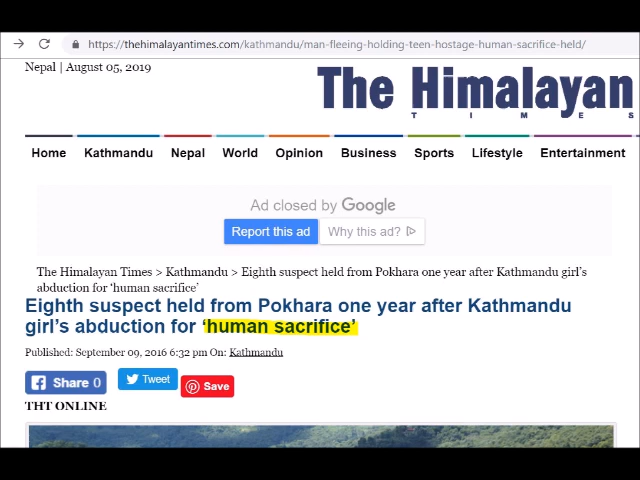 https://thehimalayantimes.com/kathmandu/man-fleeing-holding-teen-hostage-human-sacrifice-held/
Nepal | August 05, 2019
The Himalayan
T I M E S
Home Kathmandu Nepal World Opinion Business Sports Lifestyle Entertainment
Ad closed by Google
Report this ad Why this ad?
The Himalayan Times > Kathmandu > Eighth suspect held from Pokhara one year after Kathmandu girl's
abduction for 'human sacrifice'
Eighth suspect held from Pokhara one year after Kathmandu
girl's abduction for 'human sacrifice'
Published: September 09, 2016 6:32 pm On: Kathmandu
Share 0 Tweet Save
THT ONLINE